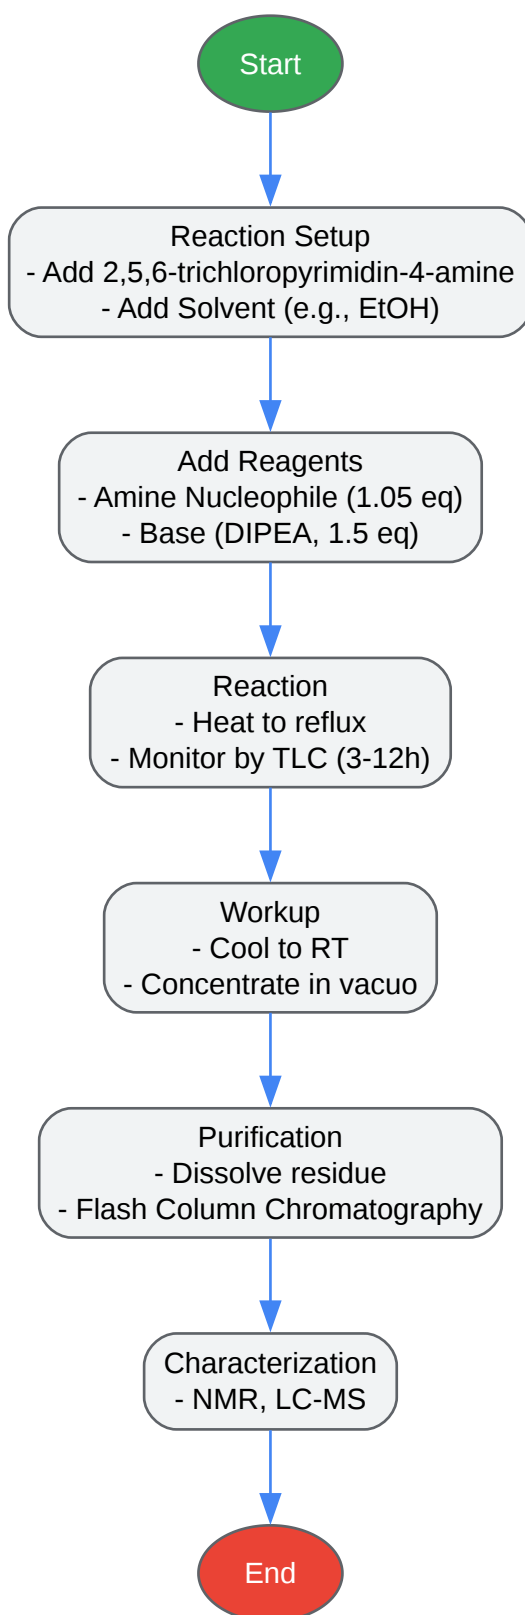 Start
Reaction Setup
- Add 2,5,6-trichloropyrimidin-4-amine
- Add Solvent (e.g., EtOH)
Add Reagents
- Amine Nucleophile (1.05 eq)
- Base (DIPEA, 1.5 eq)
Reaction
- Heat to reflux
- Monitor by TLC (3-12h)
Workup
- Cool to RT
- Concentrate in vacuo
Purification
- Dissolve residue
- Flash Column Chromatography
Characterization
- NMR, LC-MS
End